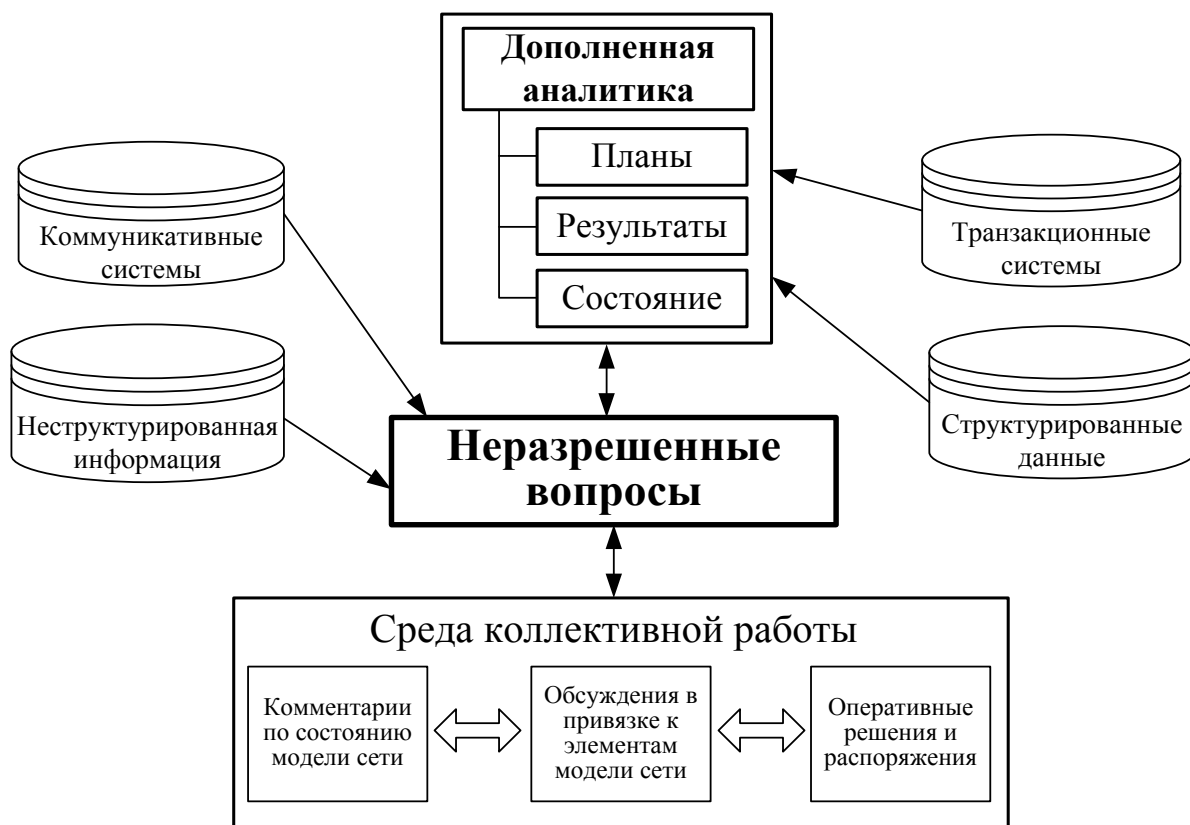 Дополненная
аналитика
Планы
Результаты
Состояние
Коммуникативные
системы
Неструктурированная
информация
Транзакционные
системы
Структурированные
данные
Неразрешенные
вопросы
Среда коллективной работы
Комментарии
по состоянию
модели сети
Обсуждения в
привязке к
элементам
модели сети
Оперативные
решения и
распоряжения